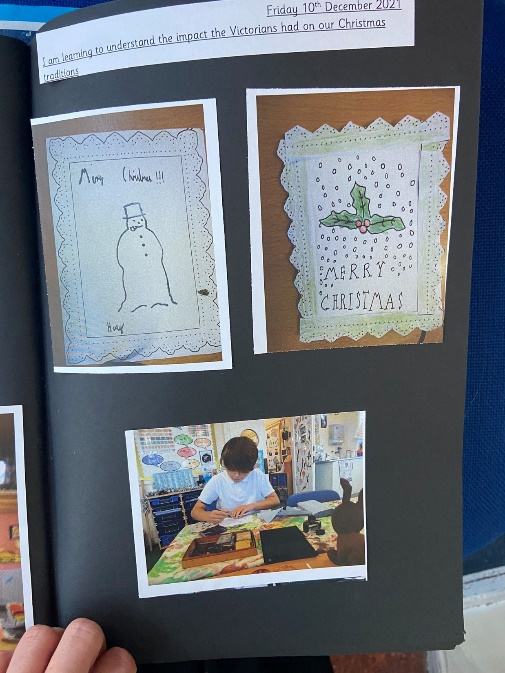 Friday 10th December 2021
I am learning to understand the impact the Victorians had on our Christmas
traditions
Merry Christmas !!!
MERRY
CHRISTMAS